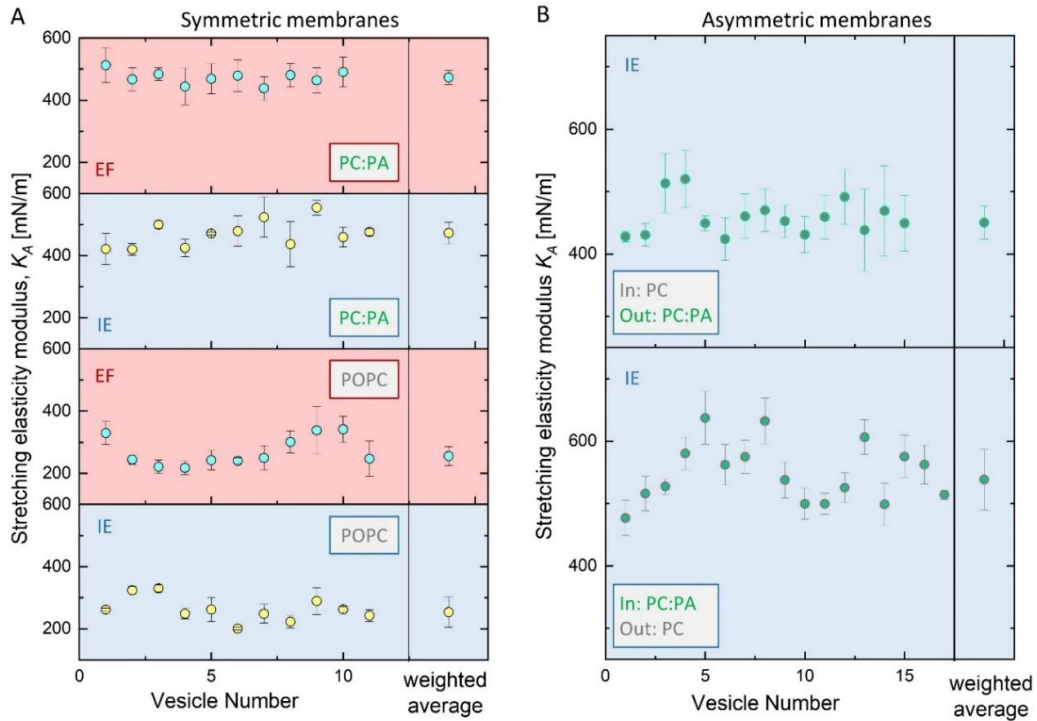 A
Symmetric membranes
Stretching elasticity modulus, K_A [mN/m]
600
400
200
EF
PC:PA
600
400
200
IE
PC:PA
600
400
200
EF
POPC
600
400
200
IE
POPC
0
5
10
weighted
average
Vesicle Number
B
Asymmetric membranes
Stretching elasticity modulus K_A [mN/m]
IE
600
400
In: PC
Out: PC:PA
IE
600
400
In: PC:PA
Out: PC
0
5
10
15
weighted
average
Vesicle Number